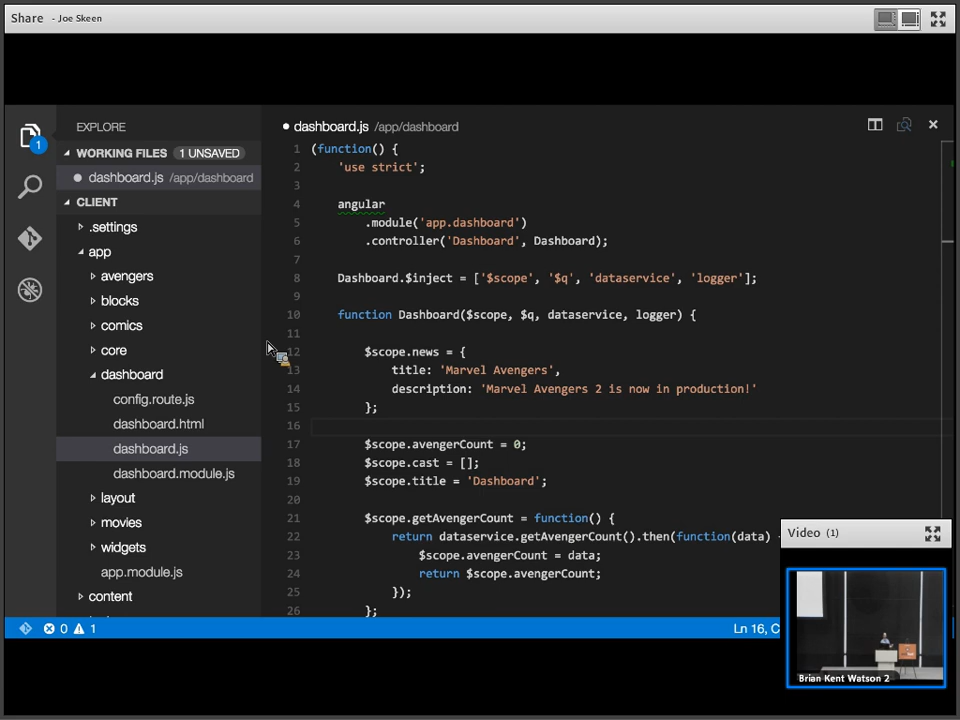 Share - Joe Skeen
EXPLORE
WORKING FILES 1 UNSAVED
dashboard.js /app/dashboard
CLIENT
.settings
app
avengers
blocks
comics
core
dashboard
config.route.js
dashboard.html
dashboard.js
dashboard.module.js
layout
movies
widgets
app.module.js
content
1
dashboard.js /app/dashboard
1 (function() {
2 'use strict';
3
4 angular
5 .module('app.dashboard')
6 .controller('Dashboard', Dashboard);
7
8 Dashboard.$inject = ['$scope', '$q', 'dataservice', 'logger'];
9
10 function Dashboard($scope, $q, dataservice, logger) {
11
12 $scope.news = {
13 title: 'Marvel Avengers',
14 description: 'Marvel Avengers 2 is now in production!'
15 };
16
17 $scope.avengerCount = 0;
18 $scope.cast = [];
19 $scope.title = 'Dashboard';
20
21 $scope.getAvengerCount = function() {
22 return dataservice.getAvengerCount().then(function(data)
23 $scope.avengerCount = data;
24 return $scope.avengerCount;
25 });
26 };
0 1
Ln 16, C
Video (1)
Brian Kent Watson 2